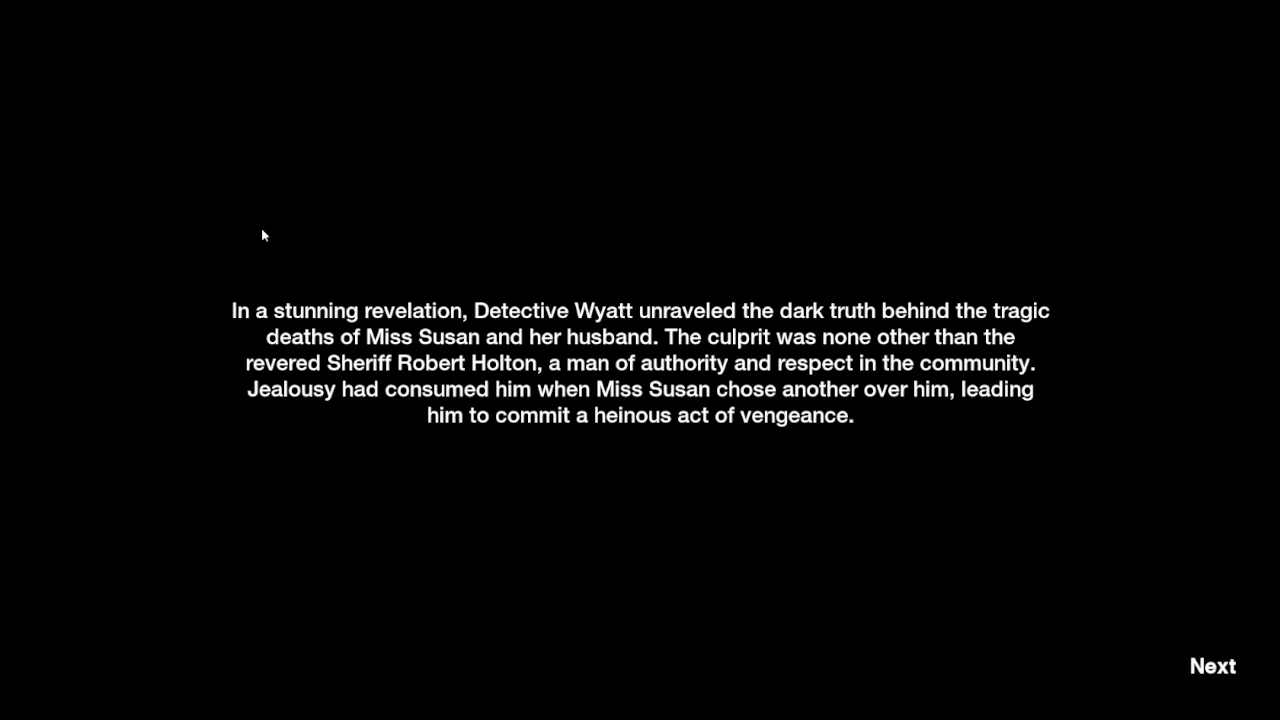 In a stunning revelation, Detective Wyatt unraveled the dark truth behind the tragic
deaths of Miss Susan and her husband. The culprit was none other than the
revered Sheriff Robert Holton, a man of authority and respect in the community.
Jealousy had consumed him when Miss Susan chose another over him, leading
him to commit a heinous act of vengeance.
Next